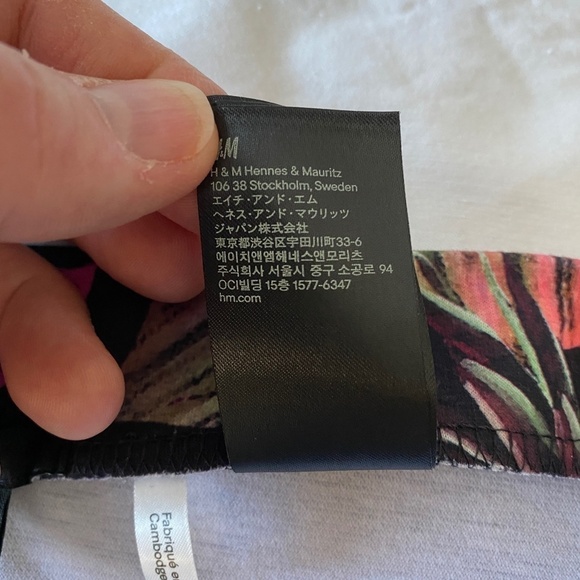 &M
H & M Hennes & Mauritz
106 38 Stockholm, Sweden
エイチ・アンド・エム
ヘネス・アンド・マウリッツ
ジャパン株式会社
東京都渋谷区宇田川町33-6
에이치앤엠헤네스앤모리츠
주식회사 서울시 중구 소공로 94
OCI빌딩 15층 1577-6347
hm.com
Fabriqué
Cambodge